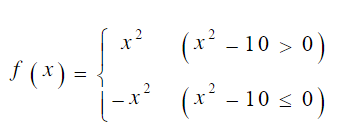 x² (x² − 10 > 0)
f(x) = {
−x² (x² − 10 ≤ 0)